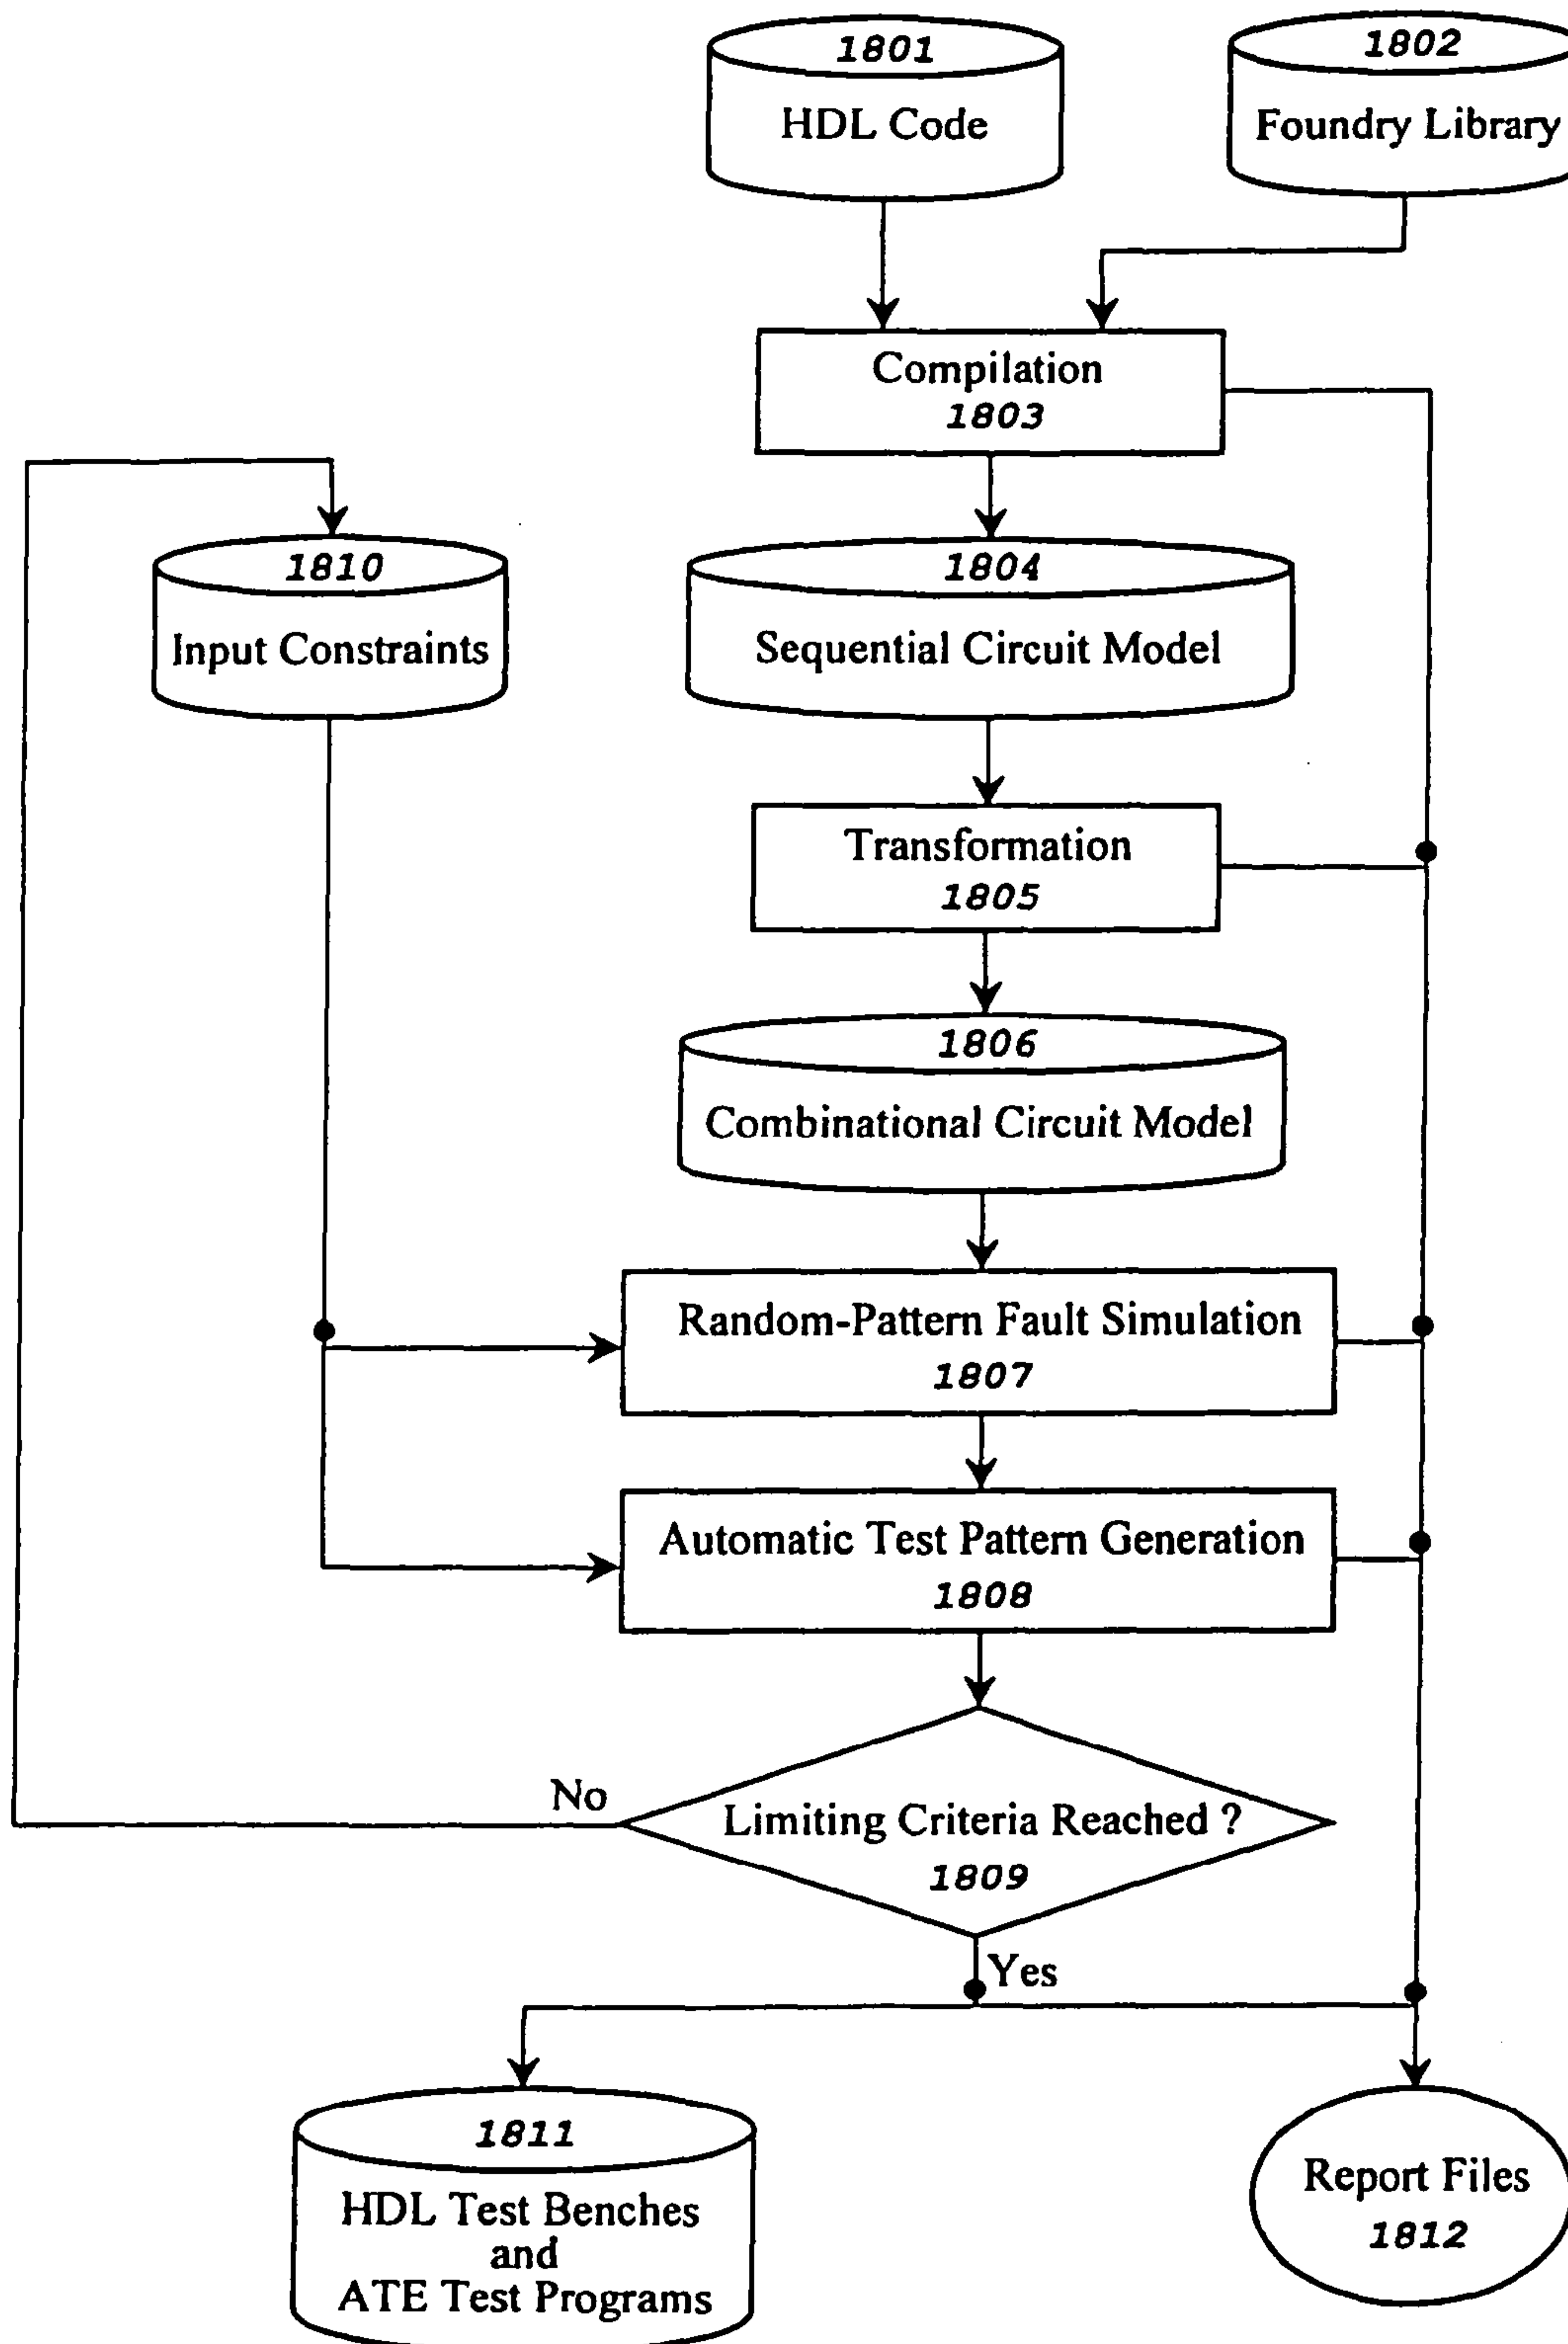 1801
HDL Code
1802
Foundry Library
Compilation
1803
1810
Input Constraints
1804
Sequential Circuit Model
Transformation
1805
1806
Combinational Circuit Model
Random-Pattern Fault Simulation
1807
Automatic Test Pattern Generation
1808
No
Limiting Criteria Reached ?
1809
Yes
1811
HDL Test Benches
and
ATE Test Programs
Report Files
1812